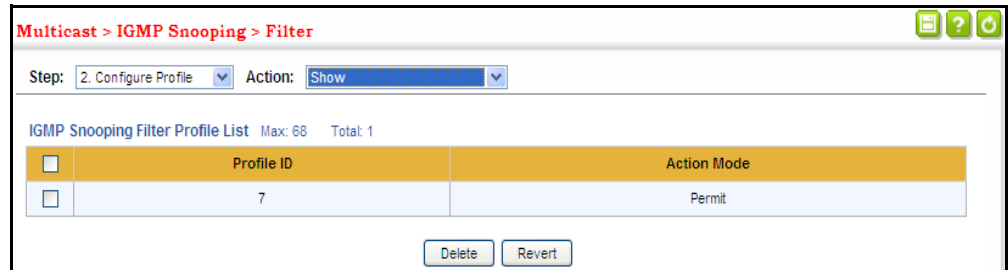 Multicast > IGMP Snooping > Filter
?
Step: 2. Configure Profile Action: Show
IGMP Snooping Filter Profile List Max: 68 Total: 1
Profile ID Action Mode
7 Permit
Delete Revert